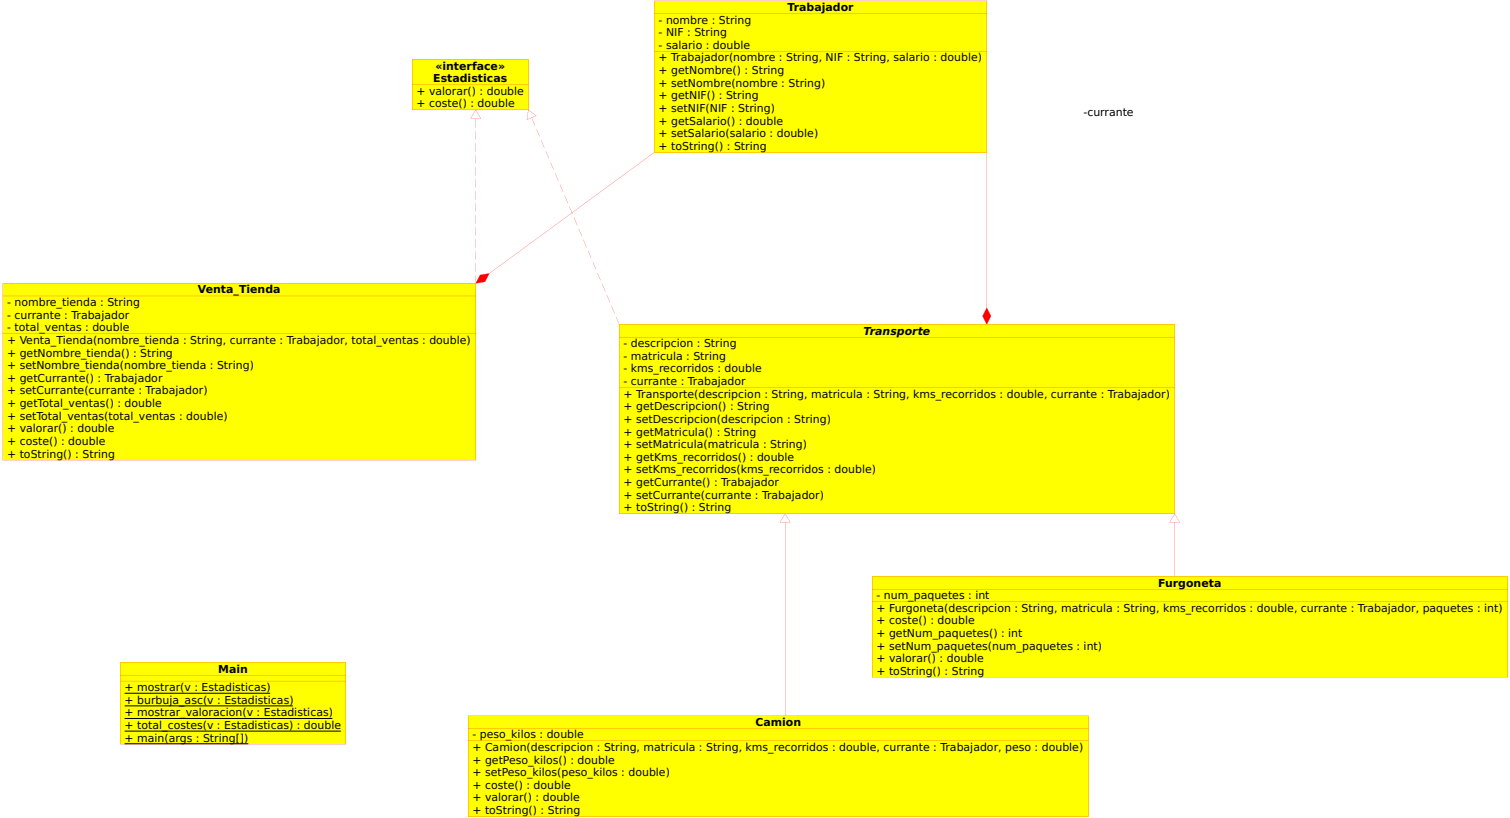 Trabajador
- nombre : String
- NIF : String
- salario : double
+ Trabajador(nombre : String, NIF : String, salario : double)
+ getNombre() : String
+ setNombre(nombre : String)
+ getNIF() : String
+ setNIF(NIF : String)
+ getSalario() : double
+ setSalario(salario : double)
+ toString() : String
«interface»
Estadisticas
+ valorar() : double
+ coste() : double
-currante
Venta_Tienda
- nombre_tienda : String
- currante : Trabajador
- total_ventas : double
+ Venta_Tienda(nombre_tienda : String, currante : Trabajador, total_ventas : double)
+ getNombre_tienda() : String
+ setNombre_tienda(nombre_tienda : String)
+ getCurrante() : Trabajador
+ setCurrante(currante : Trabajador)
+ getTotal_ventas() : double
+ setTotal_ventas(total_ventas : double)
+ valorar() : double
+ coste() : double
+ toString() : String
Transporte
- descripcion : String
- matricula : String
- kms_recorridos : double
- currante : Trabajador
+ Transporte(descripcion : String, matricula : String, kms_recorridos : double, currante : Trabajador)
+ getDescripcion() : String
+ setDescripcion(descripcion : String)
+ getMatricula() : String
+ setMatricula(matricula : String)
+ getKms_recorridos() : double
+ setKms_recorridos(kms_recorridos : double)
+ getCurrante() : Trabajador
+ setCurrante(currante : Trabajador)
+ toString() : String
Furgoneta
- num_paquetes : int
+ Furgoneta(descripcion : String, matricula : String, kms_recorridos : double, currante : Trabajador, paquetes : int)
+ coste() : double
+ getNum_paquetes() : int
+ setNum_paquetes(num_paquetes : int)
+ valorar() : double
+ toString() : String
Main
+ mostrar(v : Estadisticas)
+ burbuja_asc(v : Estadisticas)
+ mostrar_valoracion(v : Estadisticas)
+ total_costes(v : Estadisticas) : double
+ main(args : String[])
Camion
- peso_kilos : double
+ Camion(descripcion : String, matricula : String, kms_recorridos : double, currante : Trabajador, peso : double)
+ getPeso_kilos() : double
+ setPeso_kilos(peso_kilos : double)
+ coste() : double
+ valorar() : double
+ toString() : String